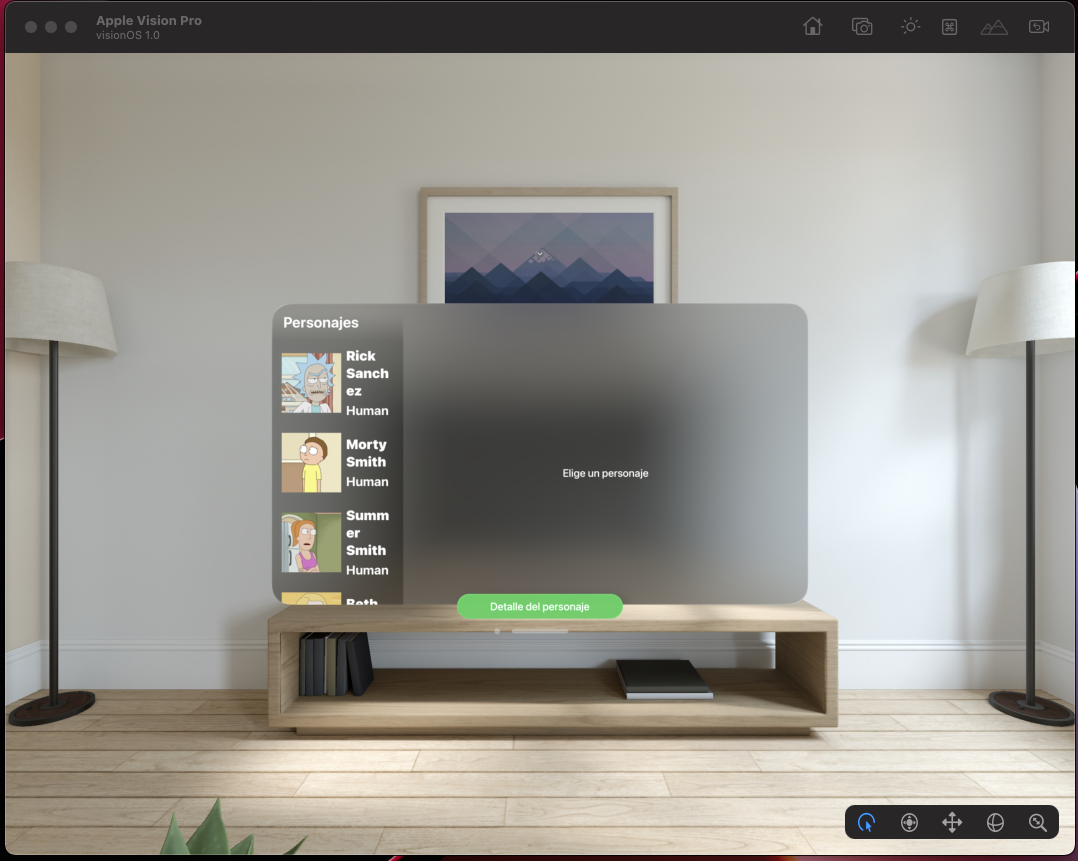 Apple Vision Pro
visionOS 1.0
Personajes
Rick
Sanch
ez
Human
Morty
Smith
Human
Summ
er
Smith
Human
Beth
Elige un personaje
Detalle del personaje